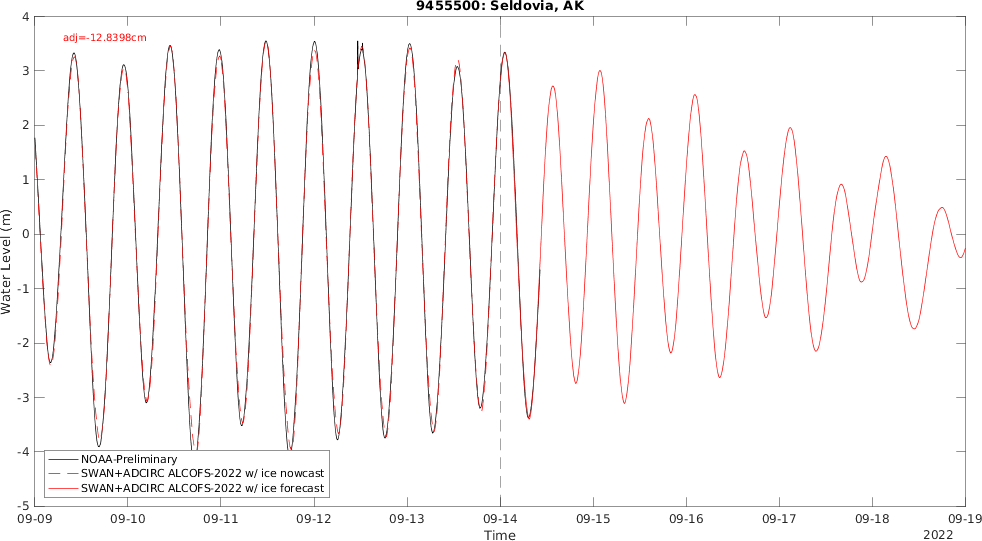 9455500: Seldovia, AK
adj=-12.8398cm
4
3
2
1
0
-1
-2
-3
-4
-5
Water Level (m)
NOAA-Preliminary
SWAN+ADCIRC ALCOFS-2022 w/ ice nowcast
SWAN+ADCIRC ALCOFS-2022 w/ ice forecast
09-09 09-10 09-11 09-12 09-13 09-14 09-15 09-16 09-17 09-18 09-19
Time
2022